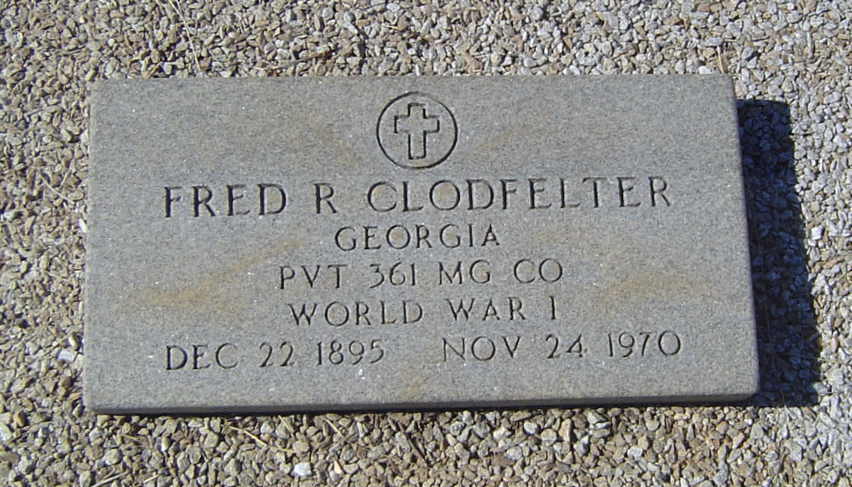 FRED R CLODFELTER
GEORGIA
PVT 361 MG CO
WORLD WAR I
DEC 22 1895 NOV 24 1970